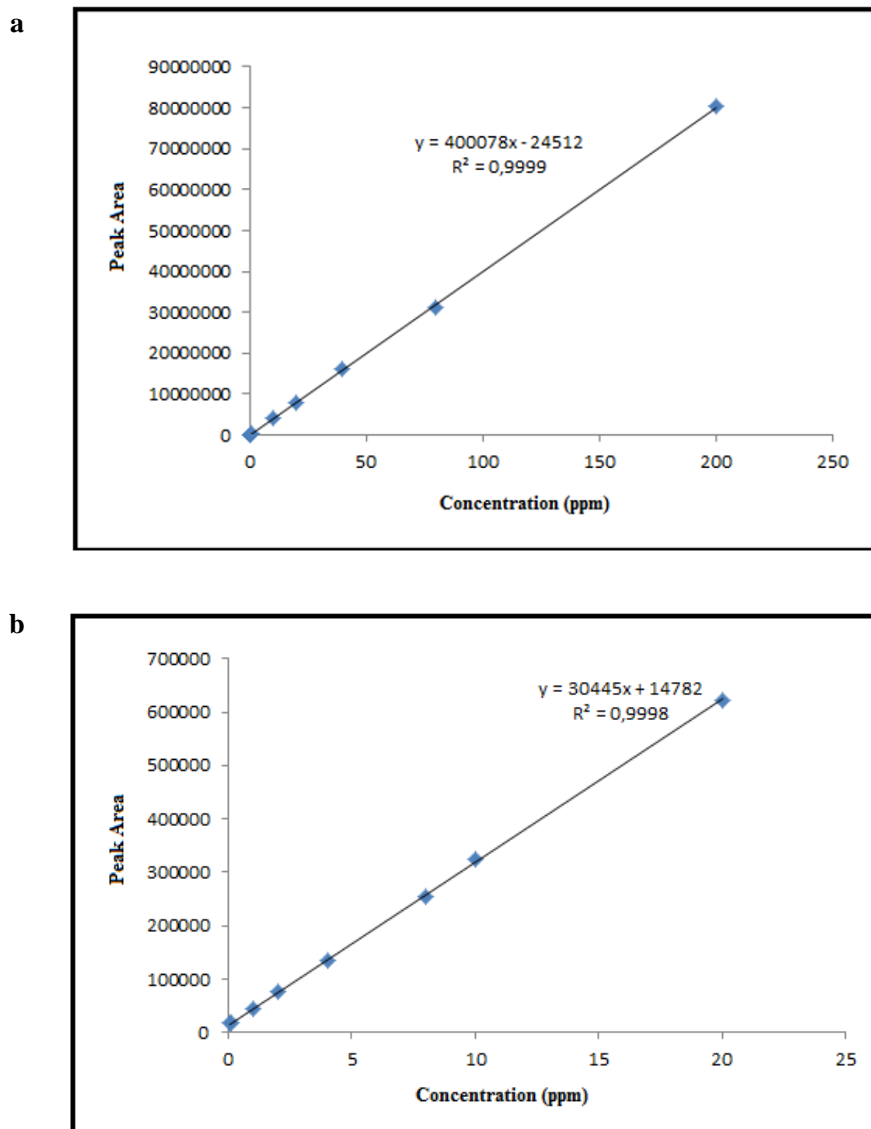 a
90000000
80000000
70000000
60000000
50000000
40000000
30000000
20000000
10000000
0
Peak Area
y = 400078x - 24512
R² = 0,9999
0 50 100 150 200 250
Concentration (ppm)
b
700000
600000
500000
400000
300000
200000
100000
0
Peak Area
y = 30445x + 14782
R² = 0,9998
0 5 10 15 20 25
Concentration (ppm)